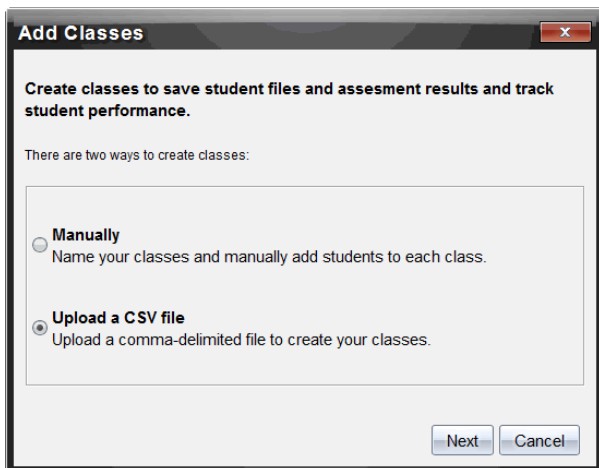 Add Classes
x
Create classes to save student files and assesment results and track
student performance.
There are two ways to create classes:
Manually
Name your classes and manually add students to each class.
Upload a CSV file
Upload a comma-delimited file to create your classes.
Next Cancel